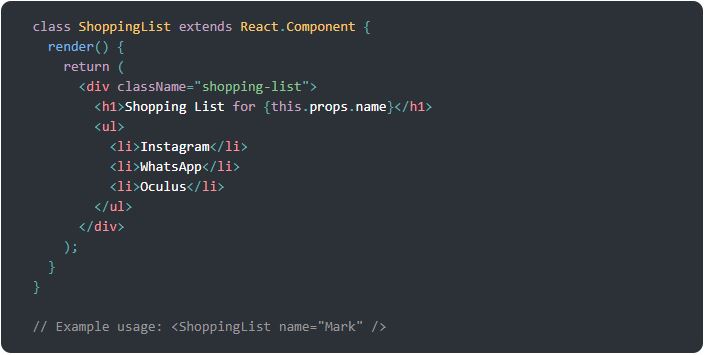 class ShoppingList extends React.Component {
  render() {
    return (
      <div className="shopping-list">
        <h1>Shopping List for {this.props.name}</h1>
        <ul>
          <li>Instagram</li>
          <li>WhatsApp</li>
          <li>Oculus</li>
        </ul>
      </div>
    );
  }
}

// Example usage: <ShoppingList name="Mark" />